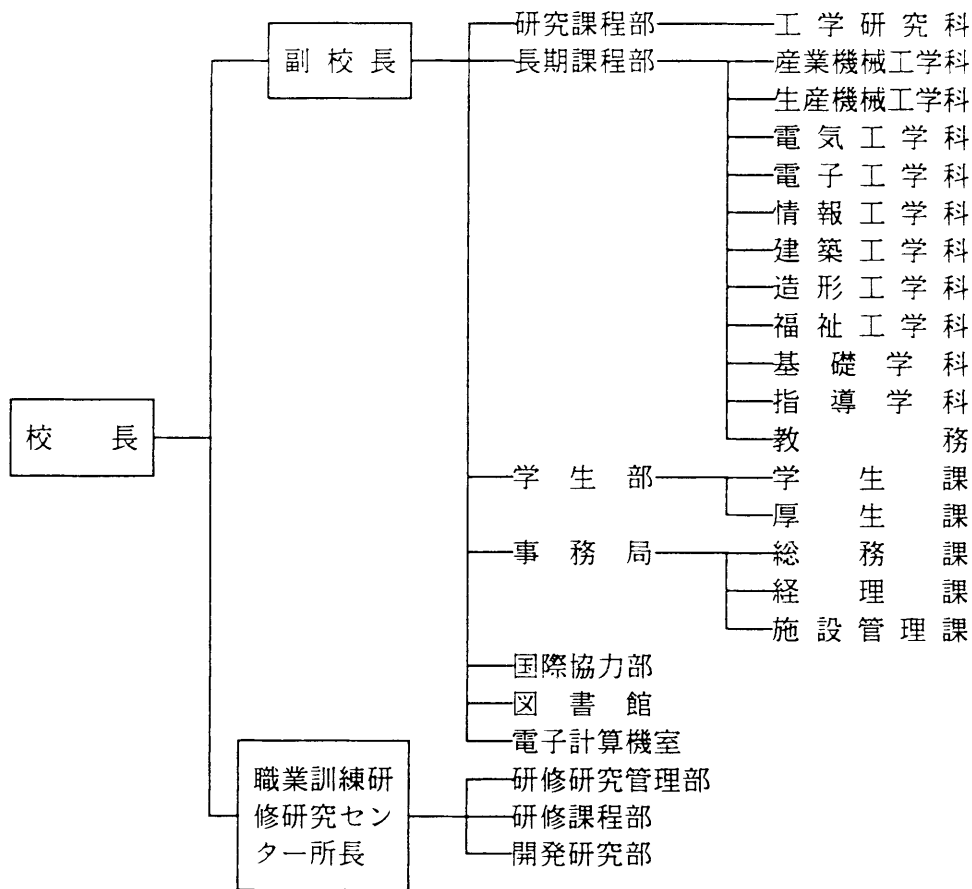 研究課程部 工学研究科
副校長 長期課程部 産業機械工学科
生産機械工学科
電気工学科
電子工学科
情報工学科
建築工学科
造形工学科
福祉工学科
基礎学科
指導学科
校長 教務
学生部 学生課
厚生課
事務局 総務課
経理課
施設管理課
国際協力部
図書館
電子計算機室
職業訓練研
修研究セン
ター所長
研修研究管理部
研修課程部
開発研究部